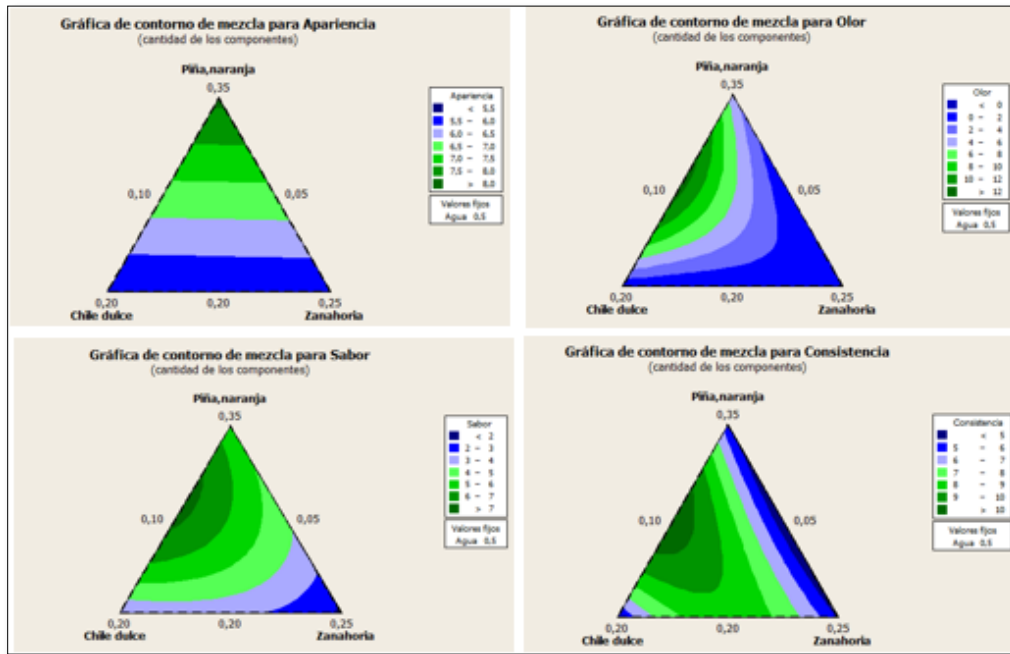 Gráfica de contorno de mezcla para Apariencia
(cantidad de los componentes)
Piña,naranja
0,35
Apariencia
< 5,5
5,5 – 6,0
6,0 – 6,5
6,5 – 7,0
7,0 – 7,5
7,5 – 8,0
> 8,0
Valores fijos
Agua 0,5
0,10
0,05
0,20
0,20
0,25
Chile dulce
Zanahoria
Gráfica de contorno de mezcla para Olor
(cantidad de los componentes)
Piña,naranja
0,35
Olor
< 0
0 – 2
2 – 4
4 – 6
6 – 8
8 – 10
10 – 12
> 12
Valores fijos
Agua 0,5
0,10
0,05
0,20
0,20
0,25
Chile dulce
Zanahoria
Gráfica de contorno de mezcla para Sabor
(cantidad de los componentes)
Piña,naranja
0,35
Sabor
< 2
2 – 3
3 – 4
4 – 5
5 – 6
6 – 7
> 7
Valores fijos
Agua 0,5
0,10
0,05
0,20
0,20
0,25
Chile dulce
Zanahoria
Gráfica de contorno de mezcla para Consistencia
(cantidad de los componentes)
Piña,naranja
0,35
Consistencia
< 5
5 – 6
6 – 7
7 – 8
8 – 9
9 – 10
> 10
Valores fijos
Agua 0,5
0,10
0,05
0,20
0,20
0,25
Chile dulce
Zanahoria